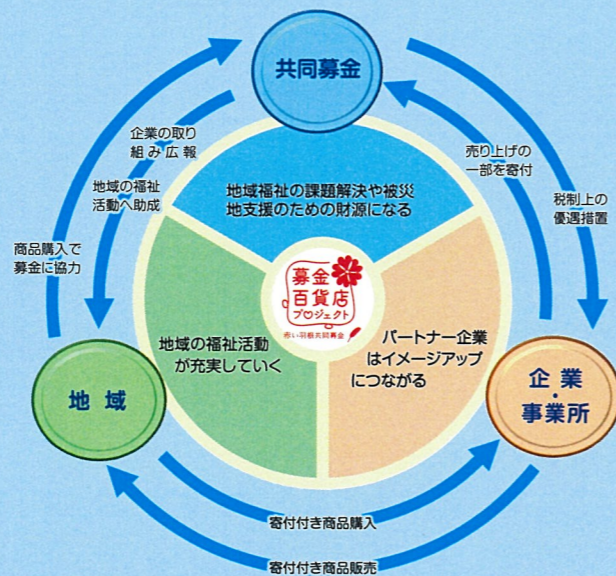 共同募金
企業の取り
組み広報
地域の福祉
活動へ助成
商品購入で
募金に協力
売り上げの
一部を寄付
税制上の
優遇措置
地域福祉の課題解決や被災
地支援のための財源になる
募金
百貨店
プロジェクト
赤い羽根共同募金
地域の福祉活動
が充実していく
パートナー企業
はイメージアップ
につながる
地域
企業
・
事業所
寄付付き商品購入
寄付付き商品販売